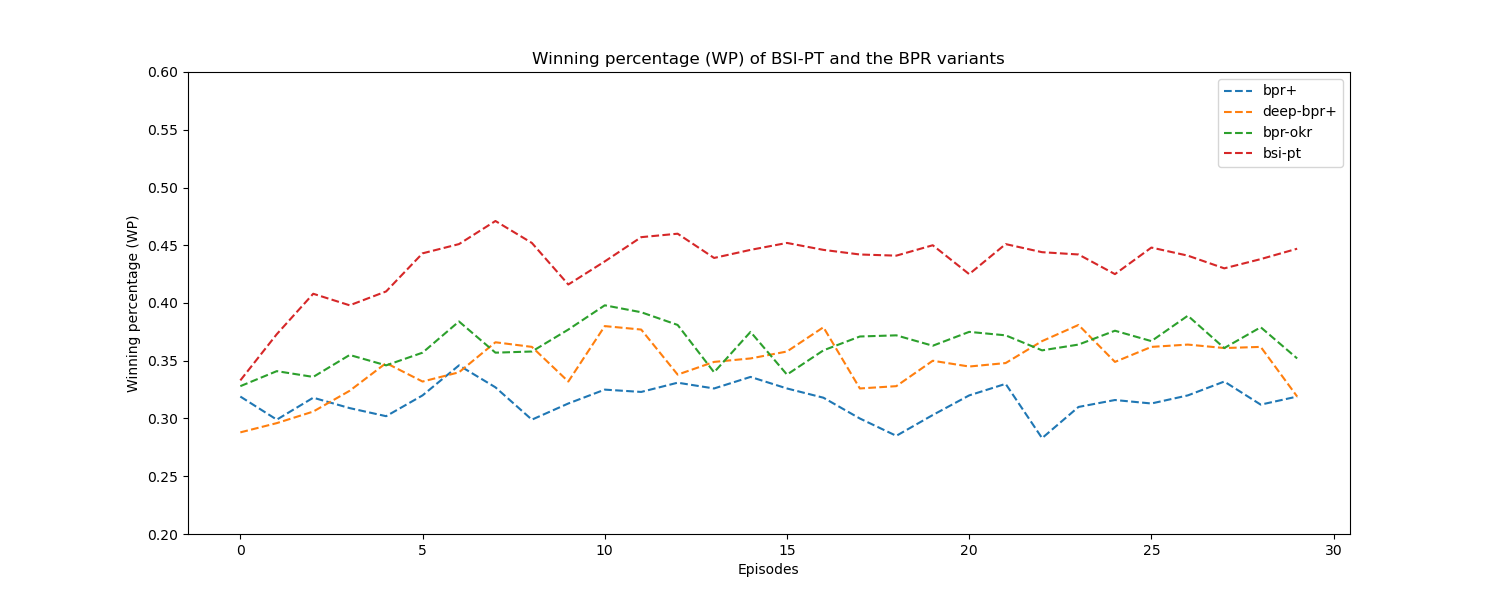 Winning percentage (WP) of BSI-PT and the BPR variants
0.60
0.55
0.50
0.45
0.40
0.35
0.30
0.25
0.20
Winning percentage (WP)
bpr+
deep-bpr+
bpr-okr
bsi-pt
0 5 10 15 20 25 30
Episodes